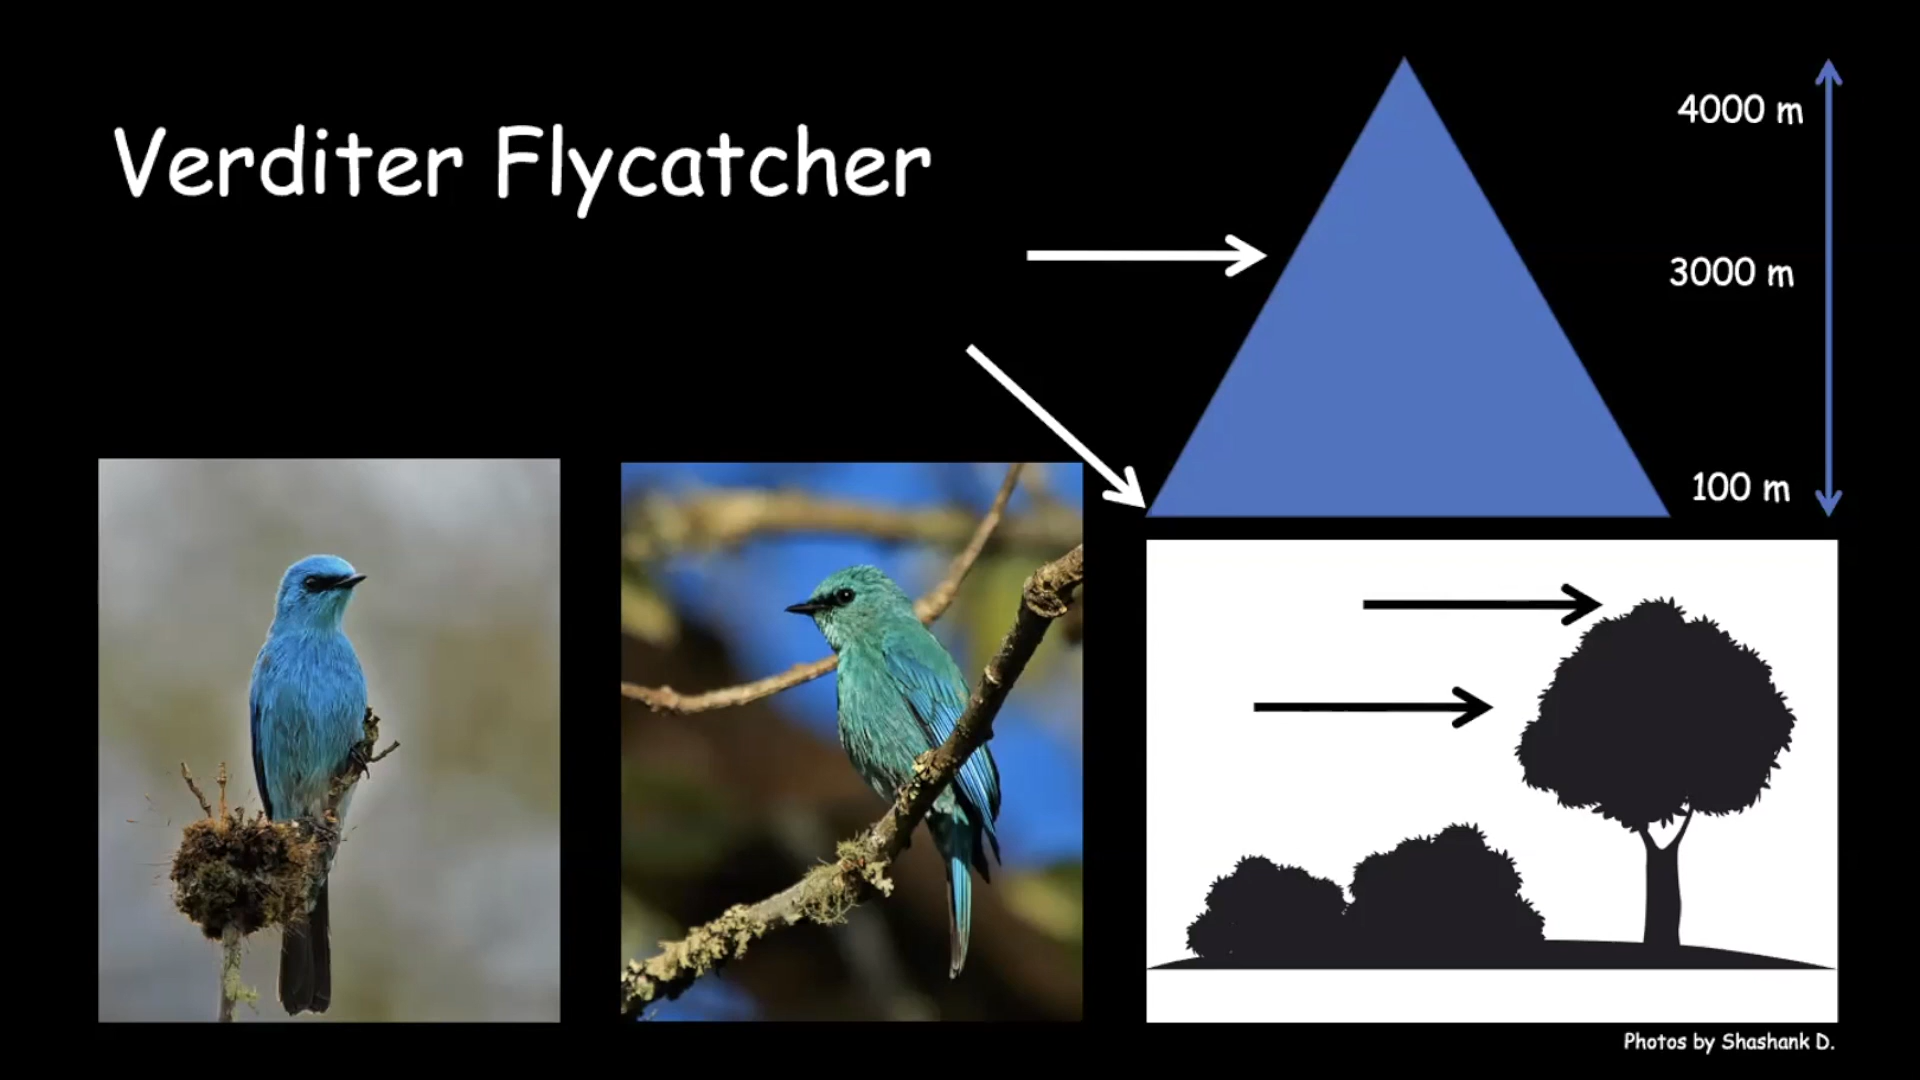 Verditer Flycatcher
4000 m
3000 m
100 m
Photos by Shashank D.